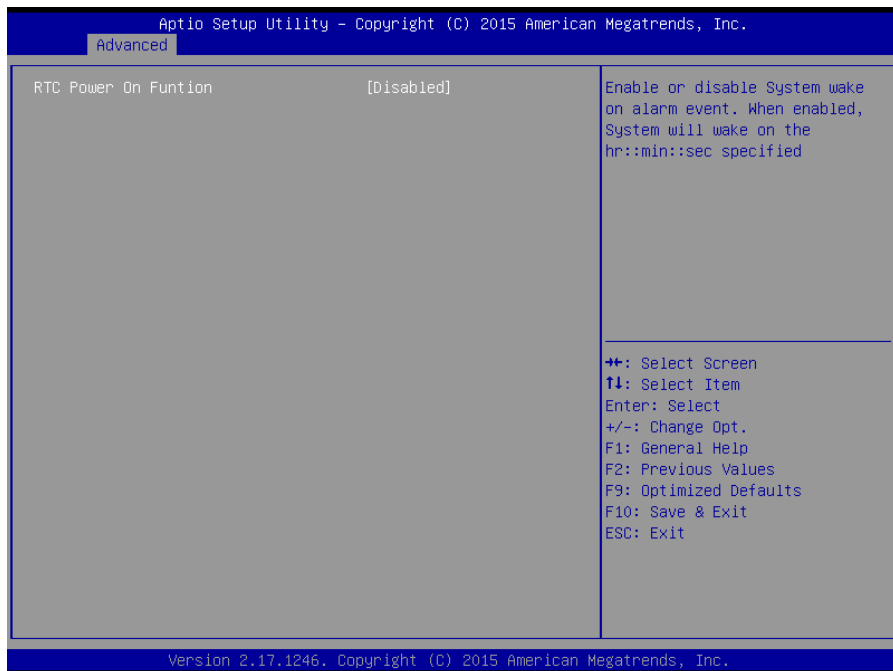 Aptio Setup Utility – Copyright (C) 2015 American Megatrends, Inc.
Advanced
RTC Power On Funtion [Disabled]
Enable or disable System wake
on alarm event. When enabled,
System will wake on the
hr::min::sec specified
→←: Select Screen
↑↓: Select Item
Enter: Select
+/-: Change Opt.
F1: General Help
F2: Previous Values
F9: Optimized Defaults
F10: Save & Exit
ESC: Exit
Version 2.17.1246. Copyright (C) 2015 American Megatrends, Inc.